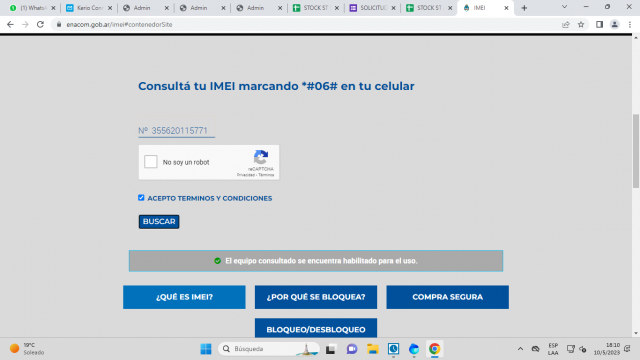 (1) Whats
Kerio Con
Admin
Admin
Admin
STOCK ST
SOLICITUD
STOCK ST
IMEI
enacom.gob.ar/imei#contenedorSite
Consultá tu IMEI marcando *#06# en tu celular
Nº 355620115771
No soy un robot
reCAPTCHA
Privacidad - Términos
ACEPTO TERMINOS Y CONDICIONES
BUSCAR
El equipo consultado se encuentra habilitado para el uso.
¿QUÉ ES IMEI?
¿POR QUÉ SE BLOQUEA?
COMPRA SEGURA
BLOQUEO/DESBLOQUEO
19°C
Soleado
Búsqueda
ESP
LAA
18:10
10/5/2023